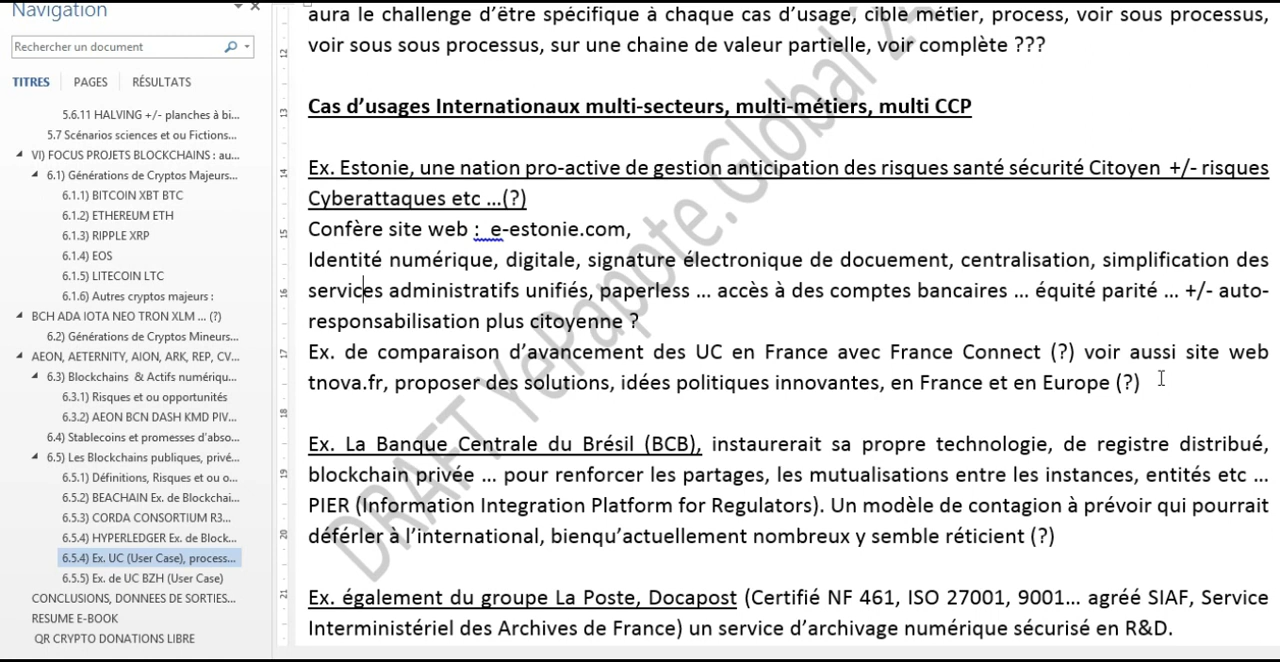 Navigation
Rechercher un document
TITRES PAGES RÉSULTATS
5.6.11 HALVING +/- planches à bi...
5.7 Scénarios sciences et ou Fictions...
VI) FOCUS PROJETS BLOCKCHAINS : au...
6.1) Générations de Cryptos Majeurs...
6.1.1) BITCOIN XBT BTC
6.1.2) ETHEREUM ETH
6.1.3) RIPPLE XRP
6.1.4) EOS
6.1.5) LITECOIN LTC
6.1.6) Autres cryptos majeurs :
BCH ADA IOTA NEO TRON XLM ... (?)
6.2) Générations de Cryptos Mineurs...
AEON, AETERNITY, AION, ARK, REP, CV...
6.3) Blockchains & Actifs numériqu...
6.3.1) Risques et ou opportunités
6.3.2) AEON BCN DASH KMD PIV...
6.4) Stablecoins et promesses d'abso...
6.5) Les Blockchains publiques, privé...
6.5.1) Définitions, Risques et ou o...
6.5.2) BEACHAIN Ex. de Blockchai...
6.5.3) CORDA CONSORTIUM R3...
6.5.4) HYPERLEDGER Ex. de Block...
6.5.4) Ex. UC (User Case), process...
6.5.5) Ex. de UC BZH (User Case)
CONCLUSIONS, DONNEES DE SORTIES...
RESUME E-BOOK
QR CRYPTO DONATIONS LIBRE
12
13
14
15
16
17
18
19
20
21
aura le challenge d'être spécifique à chaque cas d'usage, cible métier, process, voir sous processus,
voir sous sous processus, sur une chaine de valeur partielle, voir complète ???
Cas d'usages Internationaux multi-secteurs, multi-métiers, multi CCP
Ex. Estonie, une nation pro-active de gestion anticipation des risques santé sécurité Citoyen +/- risques
Cyberattaques etc ...(?)
Confère site web : e-estonie.com,
Identité numérique, digitale, signature électronique de docuement, centralisation, simplification des
services administratifs unifiés, paperless ... accès à des comptes bancaires ... équité parité ... +/- auto-
responsabilisation plus citoyenne ?
Ex. de comparaison d'avancement des UC en France avec France Connect (?) voir aussi site web
tnova.fr, proposer des solutions, idées politiques innovantes, en France et en Europe (?)
Ex. La Banque Centrale du Brésil (BCB), instaurerait sa propre technologie, de registre distribué,
blockchain privée ... pour renforcer les partages, les mutualisations entre les instances, entités etc ...
PIER (Information Integration Platform for Regulators). Un modèle de contagion à prévoir qui pourrait
déférler à l'international, bienqu'actuellement nombreux y semble réticient (?)
Ex. également du groupe La Poste, Docapost (Certifié NF 461, ISO 27001, 9001... agréé SIAF, Service
Interministériel des Archives de France) un service d'archivage numérique sécurisé en R&D.
DRAFT YePappte.Global